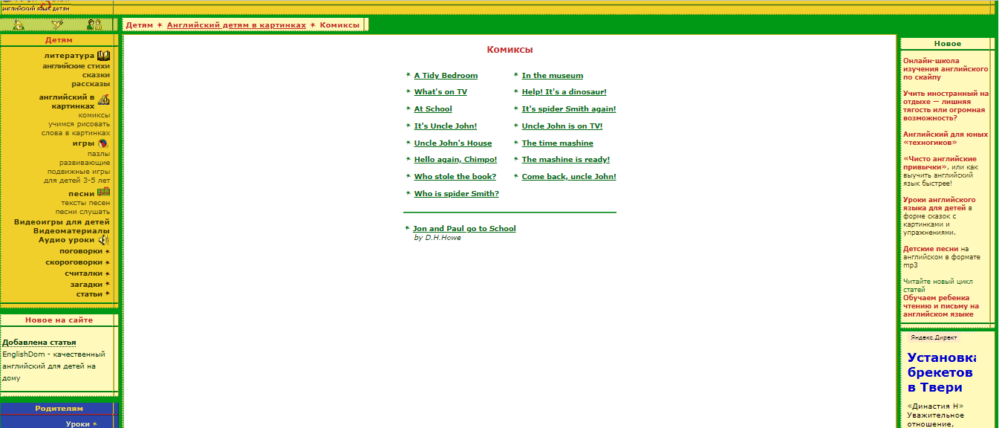 английский язык детям
Детям ✶ Английский детям в картинках ✶ Комиксы
Детям
литература
английские стихи
сказки
рассказы
английский в
картинках
комиксы
учимся рисовать
слова в картинках
игры
пазлы
развивающие
подвижные игры
для детей 3-5 лет
песни
тексты песен
песни слушать
Видеоигры для детей
Видеоматериалы
Аудио уроки
поговорки
скороговорки
считалки
загадки
статьи
Новое на сайте
Добавлена статья
EnglishDom - качественный
английский для детей на
дому
Родителям
Уроки
Комиксы
A Tidy Bedroom
What's on TV
At School
It's Uncle John!
Uncle John's House
Hello again, Chimpo!
Who stole the book?
Who is spider Smith?
In the museum
Help! It's a dinosaur!
It's spider Smith again!
Uncle John is on TV!
The time mashine
The mashine is ready!
Come back, uncle John!
Jon and Paul go to School
by D.H.Howe
Новое
Онлайн-школа
изучения английского
по скайпу
Учить иностранный на
отдыхе — лишняя
тягость или огромная
возможность?
Английский для юных
«техногиков»
«Чисто английские
привычки», или как
выучить английский
язык быстрее!
Уроки английского
языка для детей в
форме сказок с
картинками и
упражнениями.
Детские песни на
английском в формате
mp3
Читайте новый цикл
статей
Обучаем ребенка
чтению и письму на
английском языке
Яндекс.Директ
Установка
брекетов
в Твери
«Династия Н»
Уважительное
отношение,